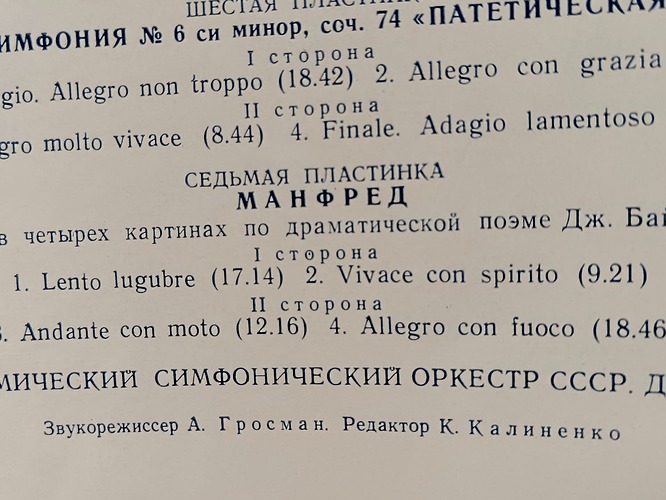 ШЕСТАЯ ПЛАСТИН
ИМФОНИЯ № 6 си минор, соч. 74 «ПАТЕТИЧЕСКАЯ
I сторона
gio. Allegro non troppo (18.42) 2. Allegro con grazia
II сторона
gro molto vivace (8.44) 4. Finale. Adagio lamentoso
СЕДЬМАЯ ПЛАСТИНКА
МАНФРЕД
в четырех картинах по драматической поэме Дж. Бай
I сторона
1. Lento lugubre (17.14) 2. Vivace con spirito (9.21)
II сторона
3. Andante con moto (12.16) 4. Allegro con fuoco (18.46
МИЧЕСКИЙ СИМФОНИЧЕСКИЙ ОРКЕСТР СССР. Д
Звукорежиссер А. Гросман. Редактор К. Калиненко